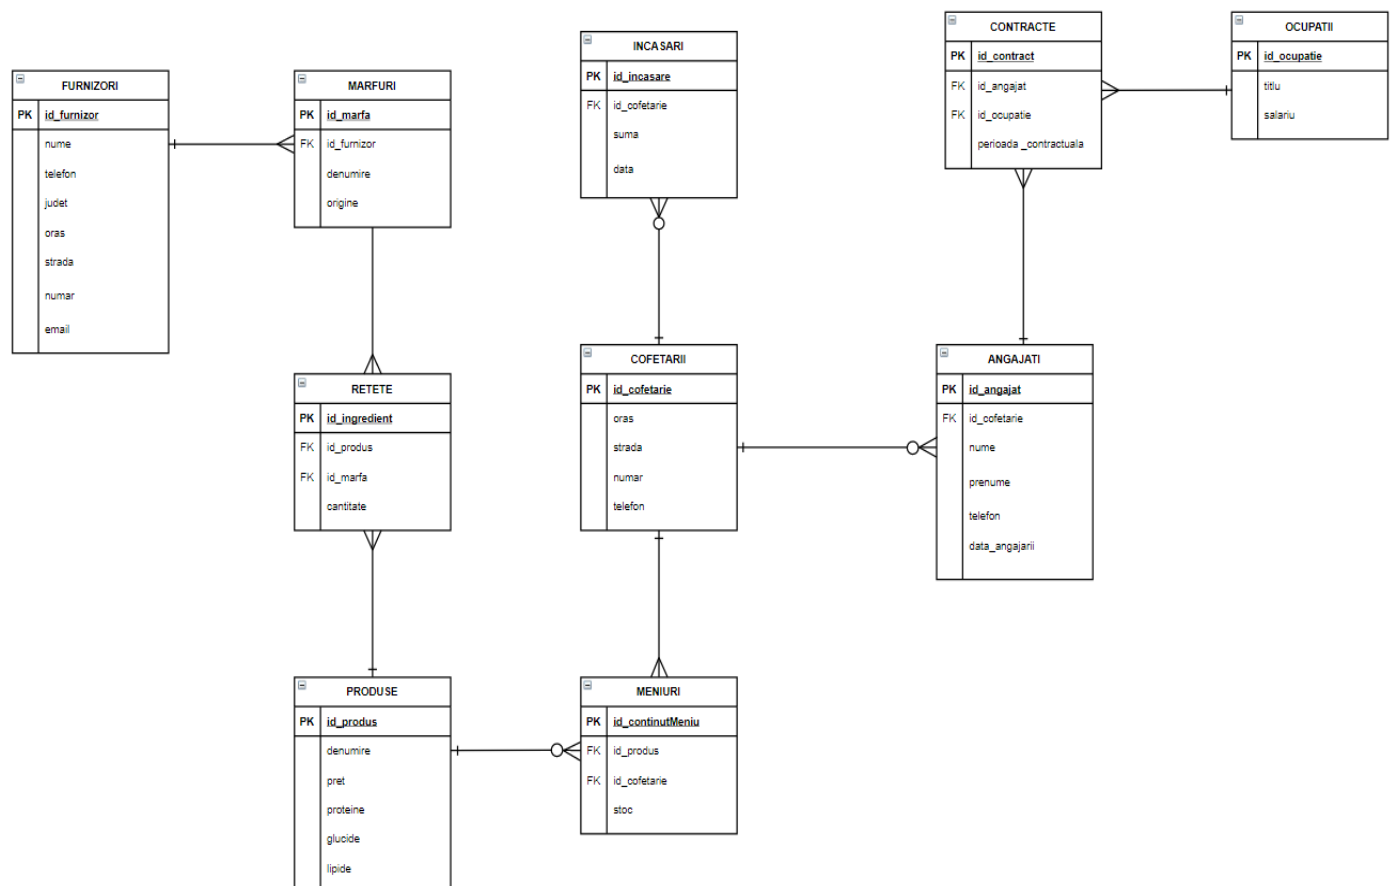 FURNIZORI
PK id_furnizor
nume
telefon
judet
oras
strada
numar
email
MARFURI
PK id_marfa
FK id_furnizor
denumire
origine
INCASARI
PK id_incasare
FK id_cofetarie
suma
data
CONTRACTE
PK id_contract
FK id_angajat
FK id_ocupatie
perioada _contractuala
OCUPATII
PK id_ocupatie
titlu
salariu
RETETE
PK id_ingredient
FK id_produs
FK id_marfa
cantitate
COFETARII
PK id_cofetarie
oras
strada
numar
telefon
ANGAJATI
PK id_angajat
FK id_cofetarie
nume
prenume
telefon
data_angajarii
PRODUSE
PK id_produs
denumire
pret
proteine
glucide
lipide
MENIURI
PK id_continutMeniu
FK id_produs
FK id_cofetarie
stoc